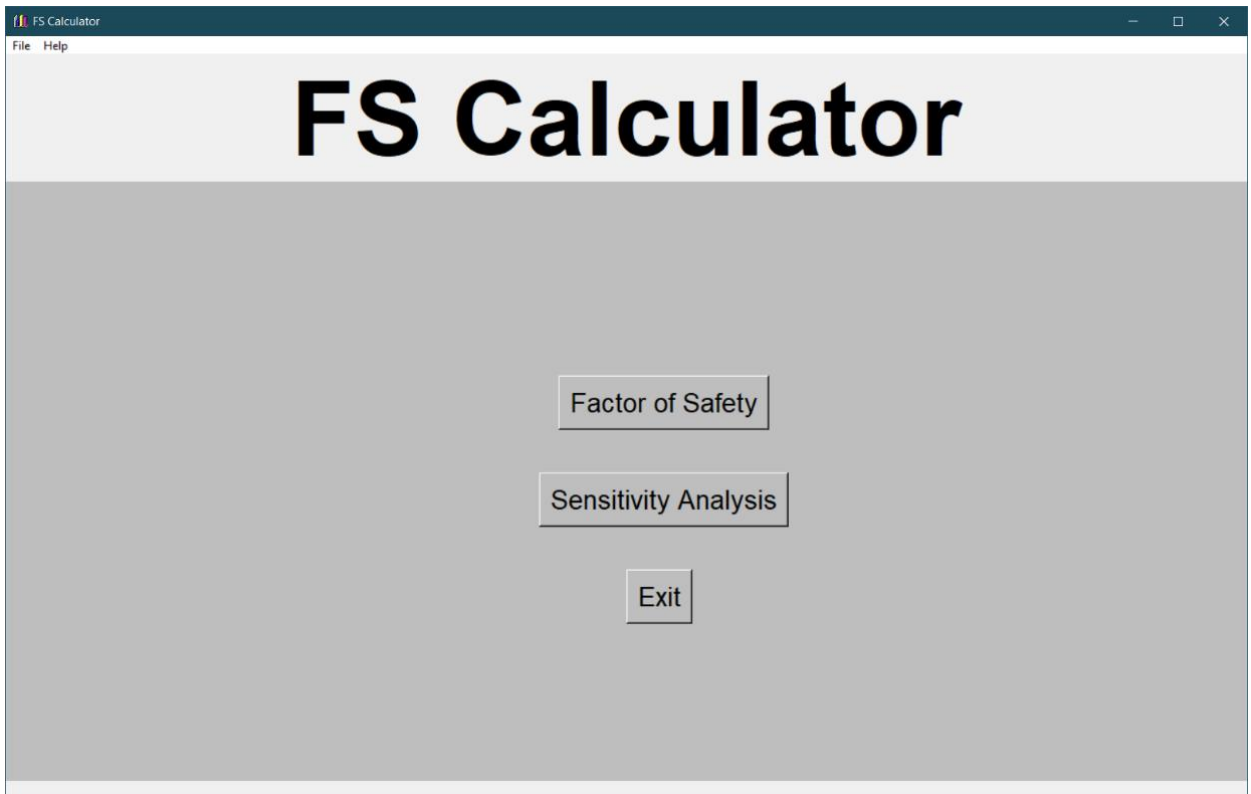 FS Calculator
File Help
FS Calculator
Factor of Safety
Sensitivity Analysis
Exit